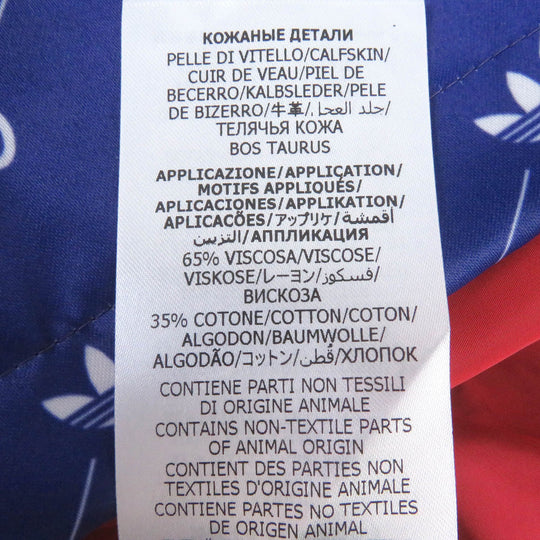 КОЖАНЫЕ ДЕТАЛИ
PELLE DI VITELLO/CALFSKIN/
CUIR DE VEAU/PIEL DE
BECERRO/KALBSLEDER/PELE
DE BIZERRO/牛革/جلد العجل/
ТЕЛЯЧЬЯ КОЖА
BOS TAURUS
APPLICAZIONE/APPLICATION/
MOTIFS APPLIQUÉS/
APLICACIONES/APPLIKATION/
APLICACÕES/アップリケ/أقمشة
التزيين/АППЛИКАЦИЯ
65% VISCOSA/VISCOSE/
VISKOSE/レーヨン/فسكوز/
ВИСКОЗА
35% COTONE/COTTON/COTON/
ALGODON/BAUMWOLLE/
ALGODÃO/コットン/قُطن/ХЛОПОК
CONTIENE PARTI NON TESSILI
DI ORIGINE ANIMALE
CONTAINS NON-TEXTILE PARTS
OF ANIMAL ORIGIN
CONTIENT DES PARTIES NON
TEXTILES D'ORIGINE ANIMALE
CONTIENE PARTES NO TEXTILES
DE ORIGEN ANIMAL